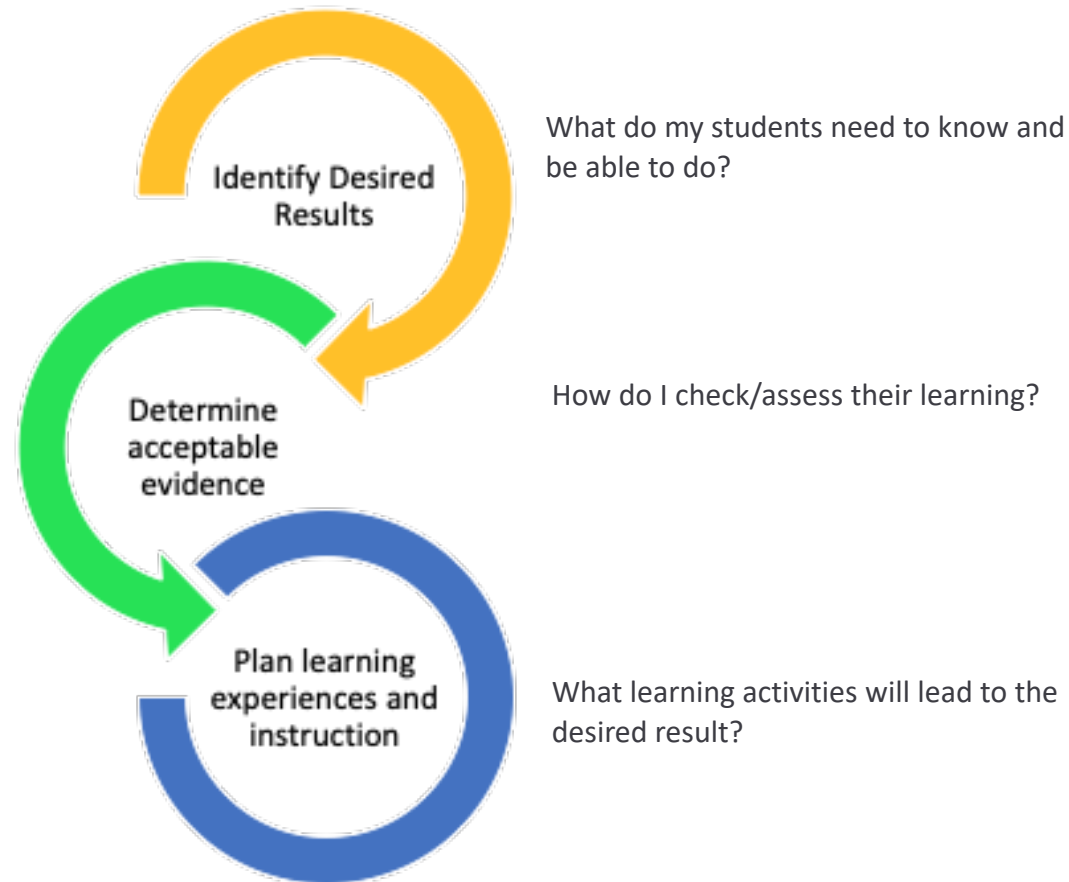 Identify Desired
Results
What do my students need to know and
be able to do?
Determine
acceptable
evidence
How do I check/assess their learning?
Plan learning
experiences and
instruction
What learning activities will lead to the
desired result?